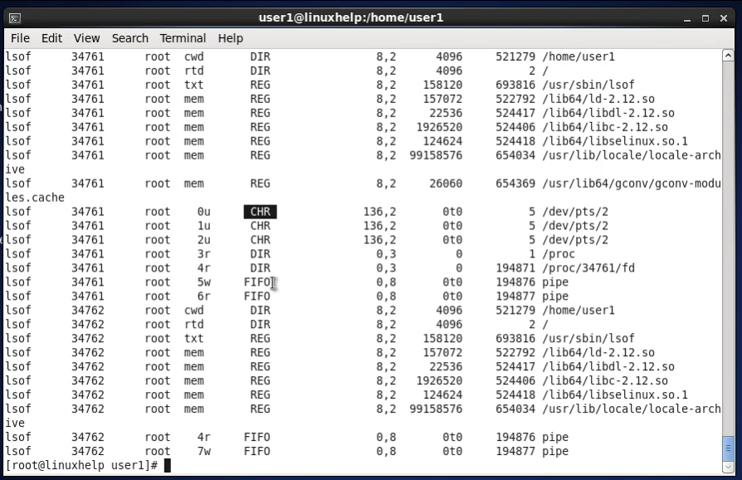 user1@linuxhelp:/home/user1
File Edit View Search Terminal Help
lsof 34761 root cwd DIR 8,2 4096 521279 /home/user1
lsof 34761 root rtd DIR 8,2 4096 2 /
lsof 34761 root txt REG 8,2 158120 693816 /usr/sbin/lsof
lsof 34761 root mem REG 8,2 157072 522792 /lib64/ld-2.12.so
lsof 34761 root mem REG 8,2 22536 524417 /lib64/libdl-2.12.so
lsof 34761 root mem REG 8,2 1926520 524406 /lib64/libc-2.12.so
lsof 34761 root mem REG 8,2 124624 524418 /lib64/libselinux.so.1
lsof 34761 root mem REG 8,2 99158576 654034 /usr/lib/locale/locale-arch
ive
lsof 34761 root mem REG 8,2 26060 654369 /usr/lib64/gconv/gconv-modu
les.cache
lsof 34761 root 0u CHR 136,2 0t0 5 /dev/pts/2
lsof 34761 root 1u CHR 136,2 0t0 5 /dev/pts/2
lsof 34761 root 2u CHR 136,2 0t0 5 /dev/pts/2
lsof 34761 root 3r DIR 0,3 0 1 /proc
lsof 34761 root 4r DIR 0,3 0 194871 /proc/34761/fd
lsof 34761 root 5w FIFO 0,8 0t0 194876 pipe
lsof 34761 root 6r FIFO 0,8 0t0 194877 pipe
lsof 34762 root cwd DIR 8,2 4096 521279 /home/user1
lsof 34762 root rtd DIR 8,2 4096 2 /
lsof 34762 root txt REG 8,2 158120 693816 /usr/sbin/lsof
lsof 34762 root mem REG 8,2 157072 522792 /lib64/ld-2.12.so
lsof 34762 root mem REG 8,2 22536 524417 /lib64/libdl-2.12.so
lsof 34762 root mem REG 8,2 1926520 524406 /lib64/libc-2.12.so
lsof 34762 root mem REG 8,2 124624 524418 /lib64/libselinux.so.1
lsof 34762 root mem REG 8,2 99158576 654034 /usr/lib/locale/locale-arch
ive
lsof 34762 root 4r FIFO 0,8 0t0 194876 pipe
lsof 34762 root 7w FIFO 0,8 0t0 194877 pipe
[root@linuxhelp user1]#